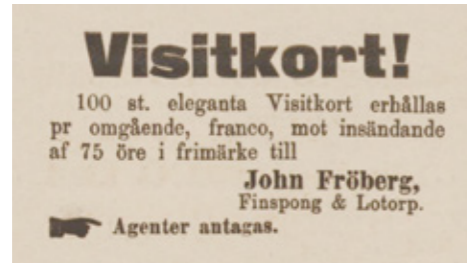 Visitkort!
100 st. eleganta Visitkort erhållas
pr omgående, franco, mot insändande
af 75 öre i frimärke till
John Fröberg,
Finspong & Lotorp.
Agenter antagas.